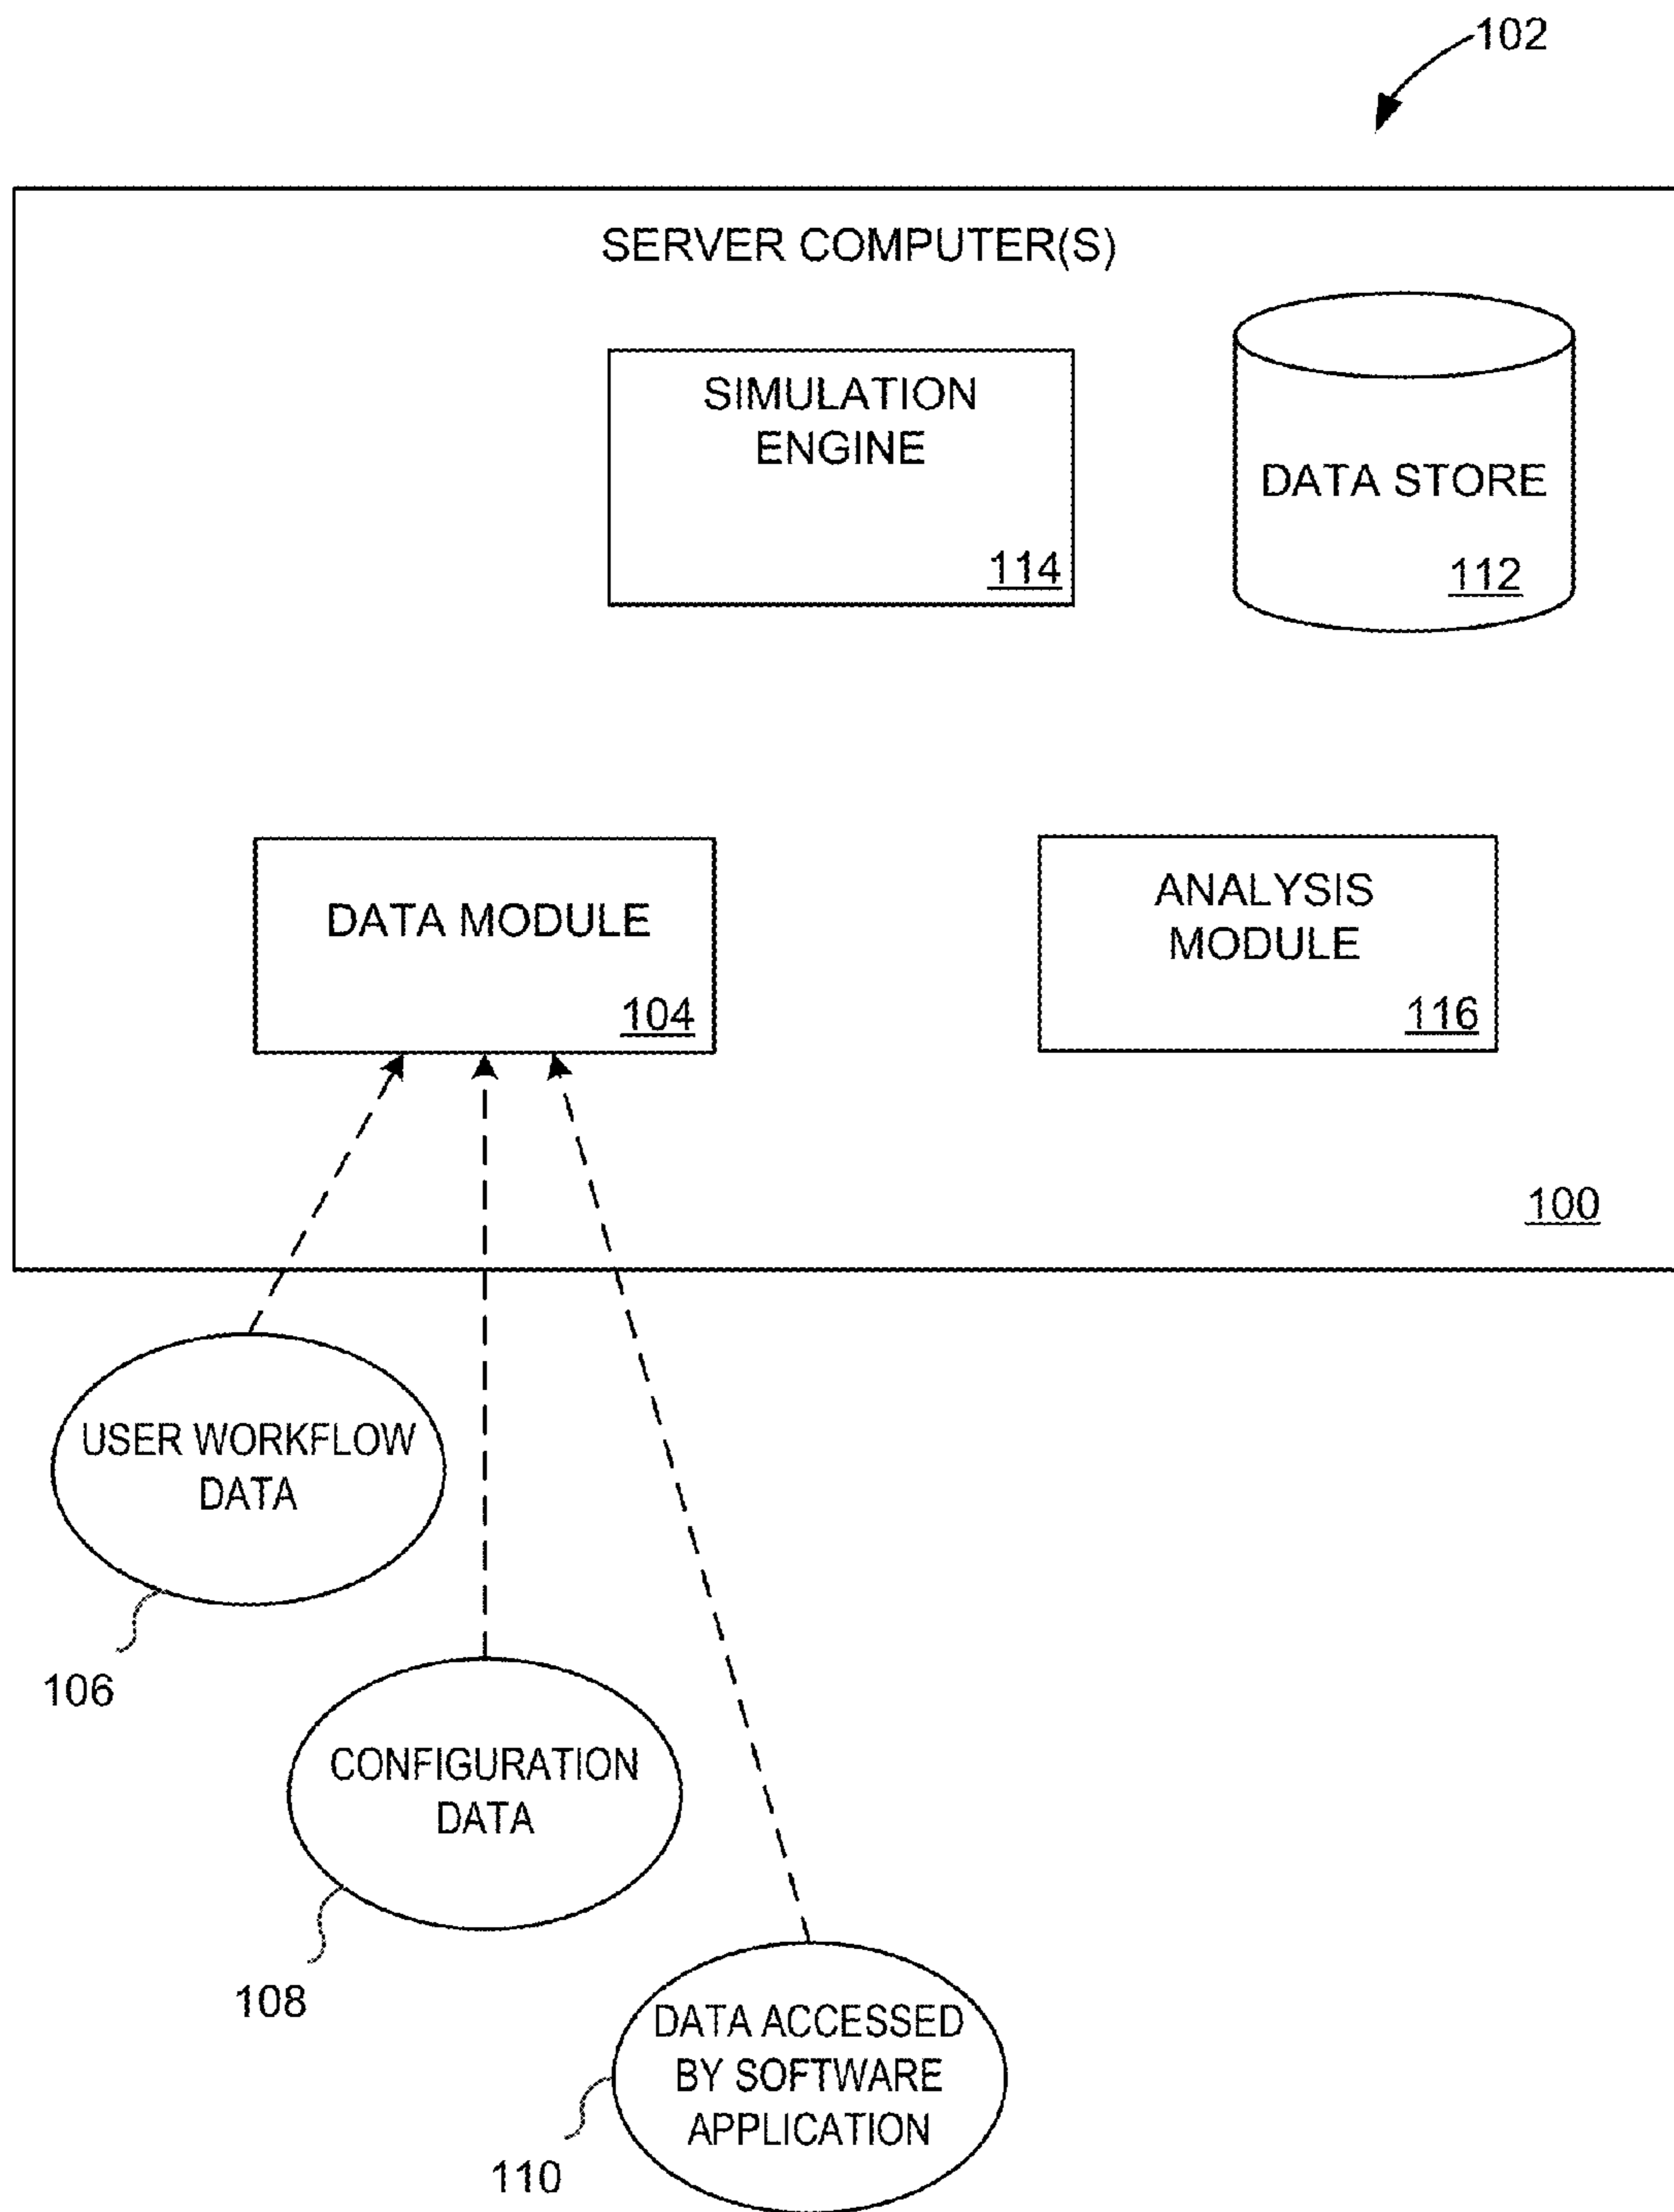 102
SERVER COMPUTER(S)
SIMULATION
ENGINE
114
DATA STORE
112
DATA MODULE
104
ANALYSIS
MODULE
116
100
USER WORKFLOW
DATA
106
CONFIGURATION
DATA
108
DATA ACCESSED
BY SOFTWARE
APPLICATION
110